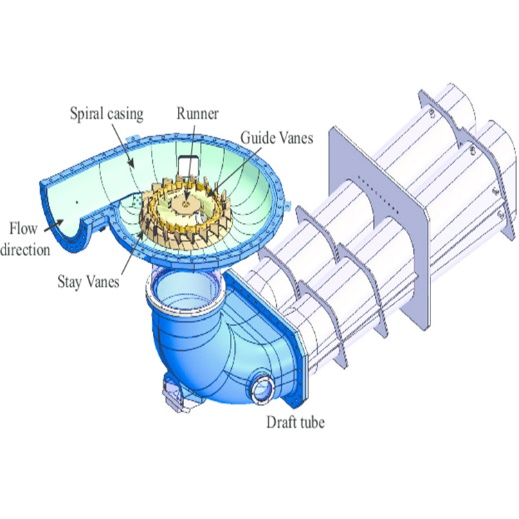 Spiral casing
Runner
Guide Vanes
Flow
direction
Stay Vanes
Draft tube